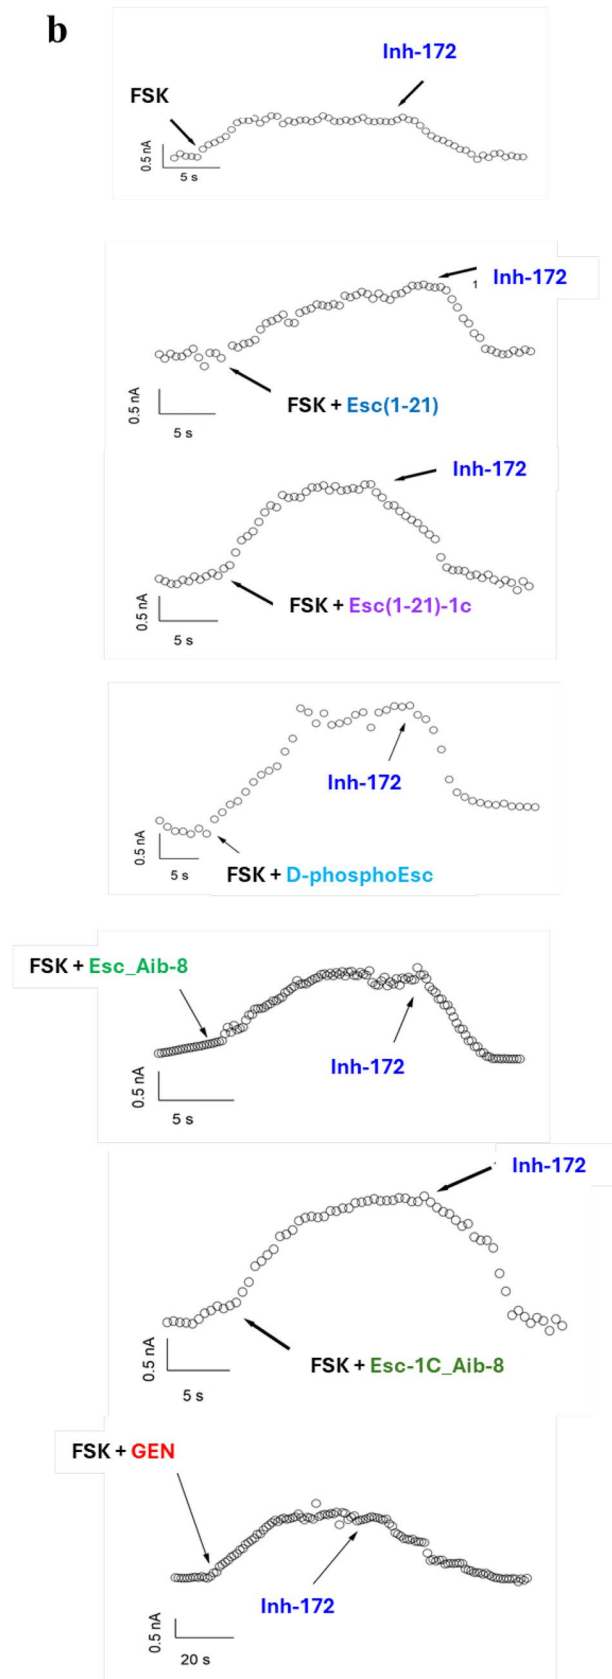 b
Inh-172
FSK
0.5 nA
5 s
Inh-172
1
FSK + Esc(1-21)
0.5 nA
5 s
Inh-172
FSK + Esc(1-21)-1c
0.5 nA
5 s
Inh-172
FSK + D-phosphoEsc
0.5 nA
5 s
FSK + Esc_Aib-8
Inh-172
0.5 nA
5 s
Inh-172
FSK + Esc-1C_Aib-8
0.5 nA
5 s
FSK + GEN
Inh-172
0.5 nA
20 s